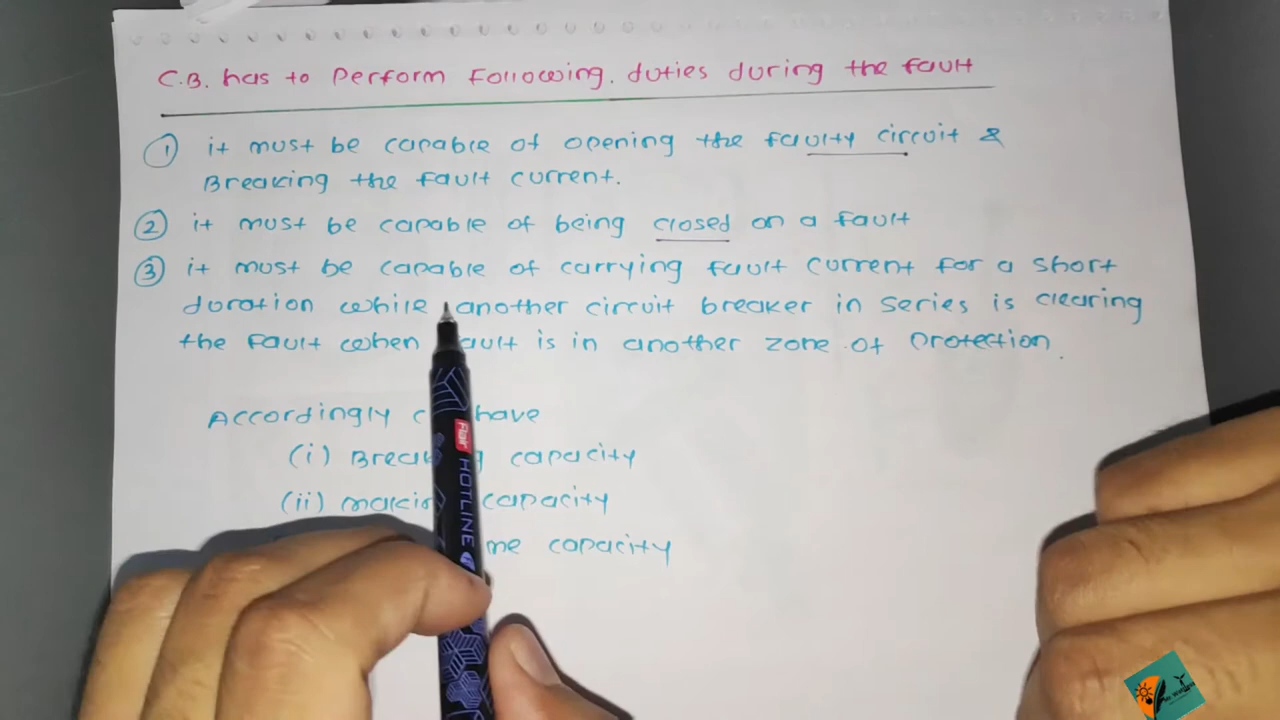 C.B. has to Perform Following. duties during the fault
① it must be capable of opening the faulty circuit &
Breaking the fault current.
② it must be capable of being closed on a fault
③ it must be capable of carrying fault current for a short
duration while another circuit breaker in series is clearing
the fault when fault is in another zone of protection.
Accordingly have
(i) capacity
(ii) capacity
capacity
Flair HOTLINE